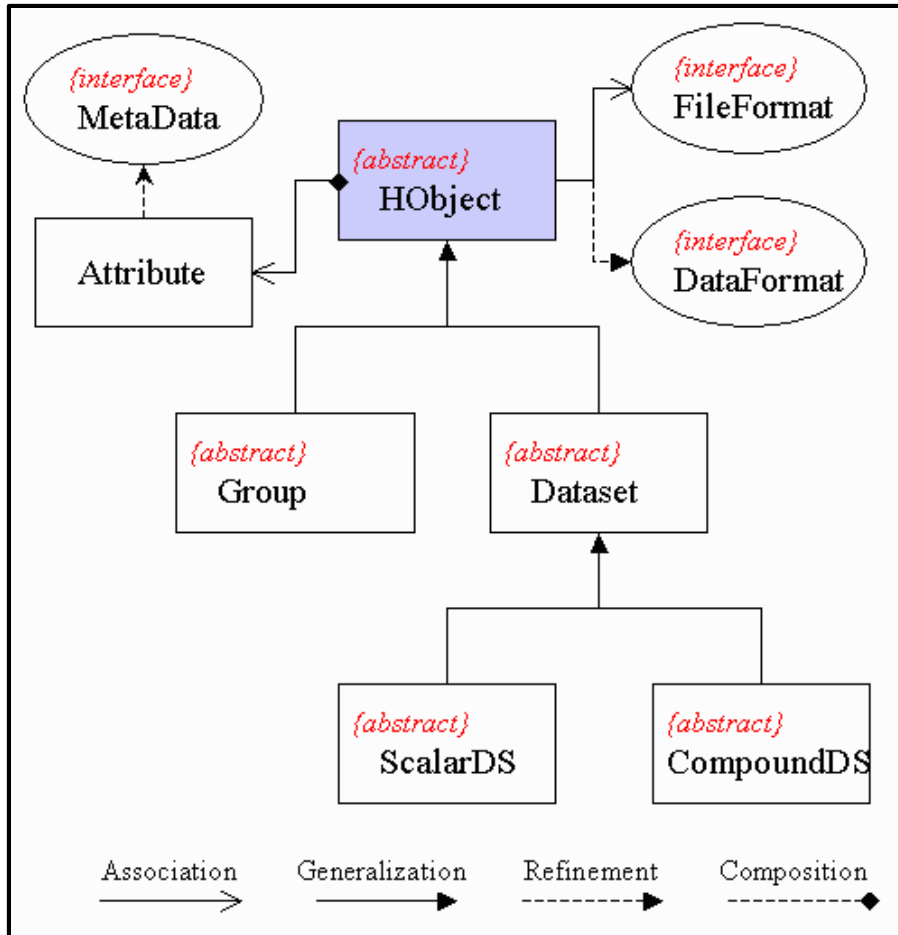 {interface}
MetaData
{interface}
FileFormat
{abstract}
HObject
{interface}
DataFormat
Attribute
{abstract}
Group
{abstract}
Dataset
{abstract}
ScalarDS
{abstract}
CompoundDS
Association
Generalization
Refinement
Composition